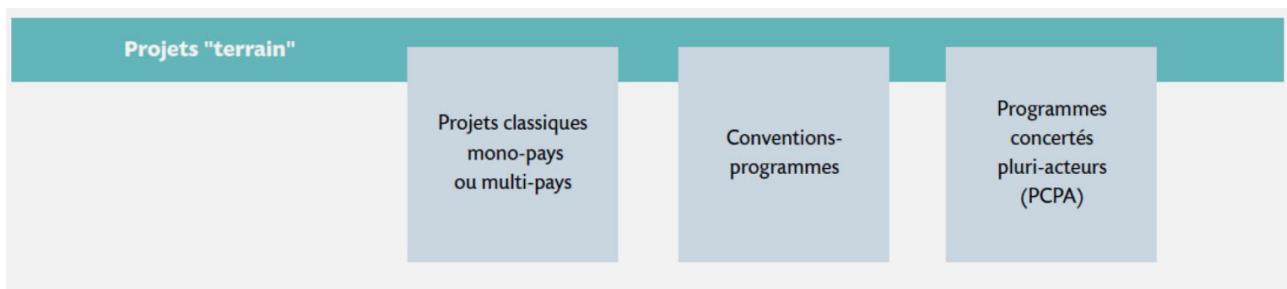 Projets "terrain"
Projets classiques
mono-pays
ou multi-pays
Conventions-
programmes
Programmes
concertés
pluri-acteurs
(PCPA)